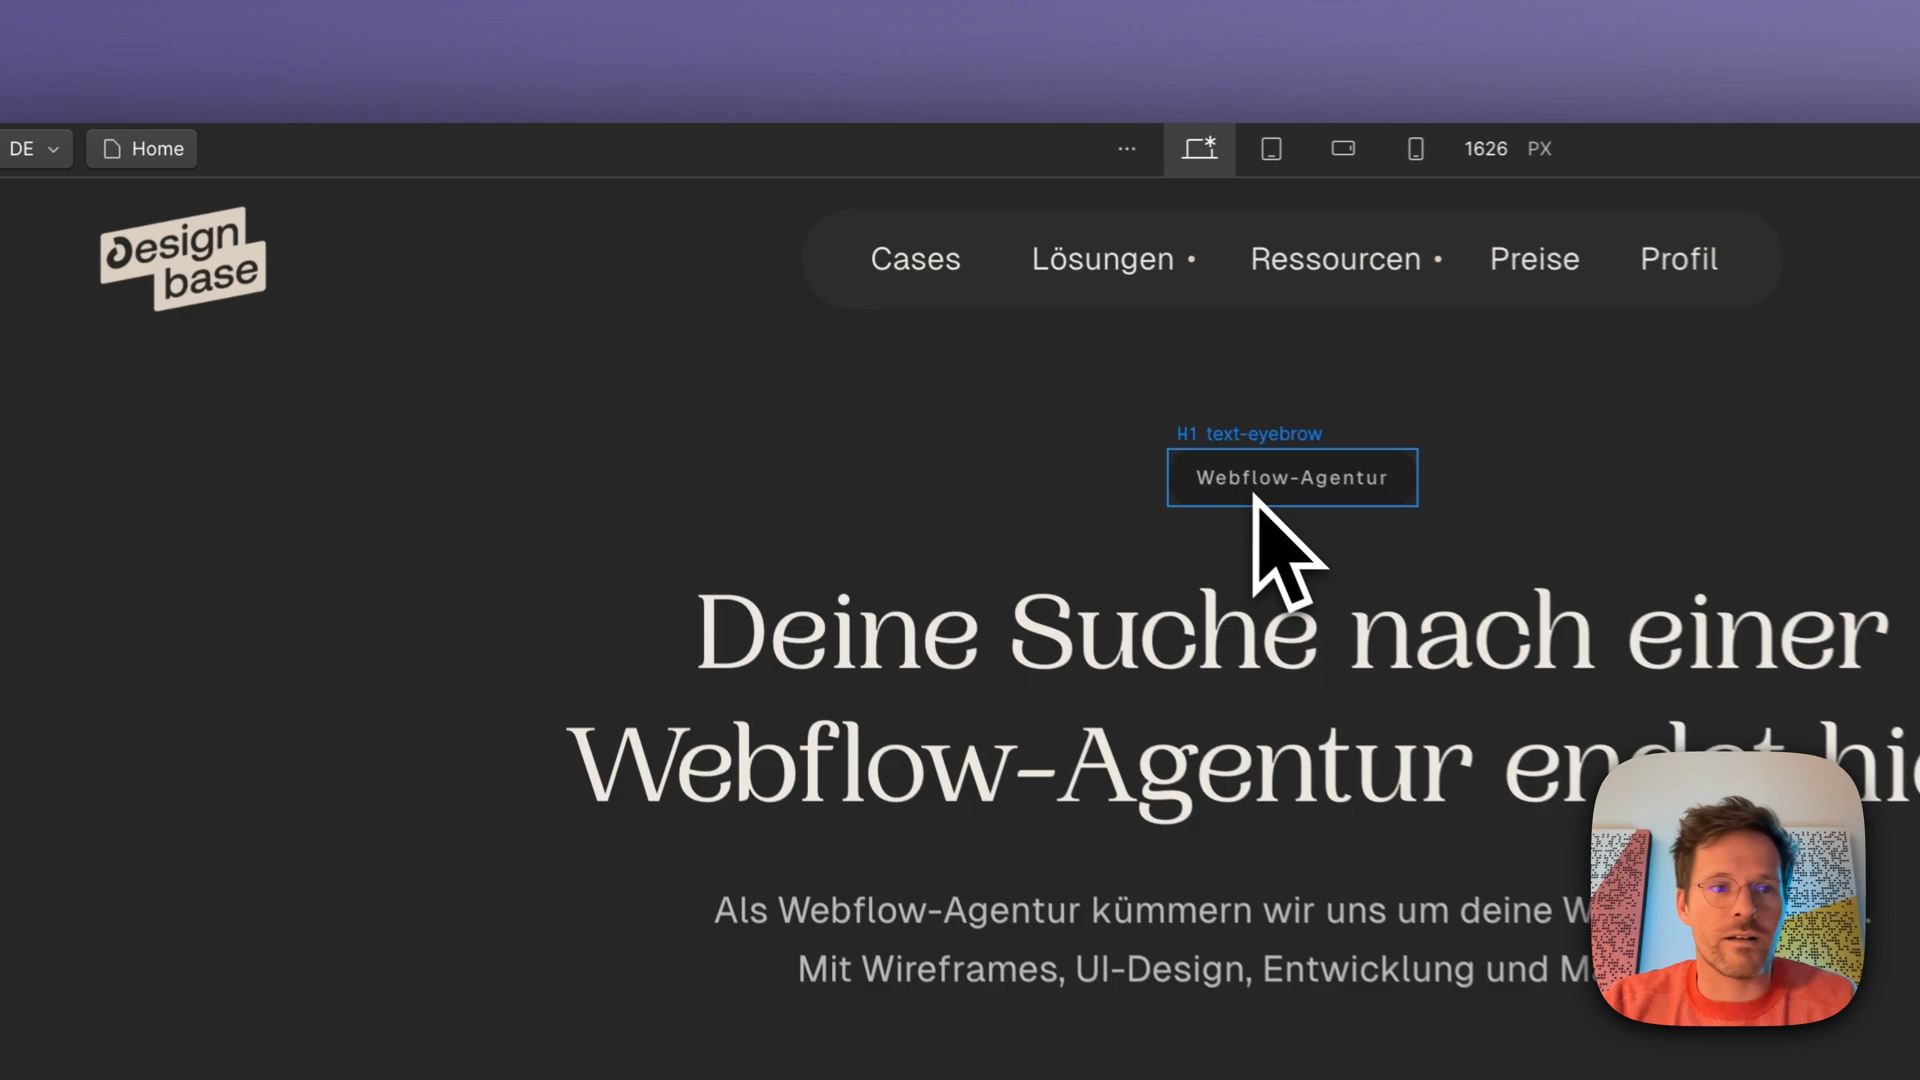 DE
Home
...
1626 PX
Design
base
Cases
Lösungen •
Ressourcen •
Preise
Profil
H1 text-eyebrow
Webflow-Agentur
Deine Suche nach einer
Webflow-Agentur
Als Webflow-Agentur kümmern wir uns um deine
Mit Wireframes, UI-Design, Entwicklung und